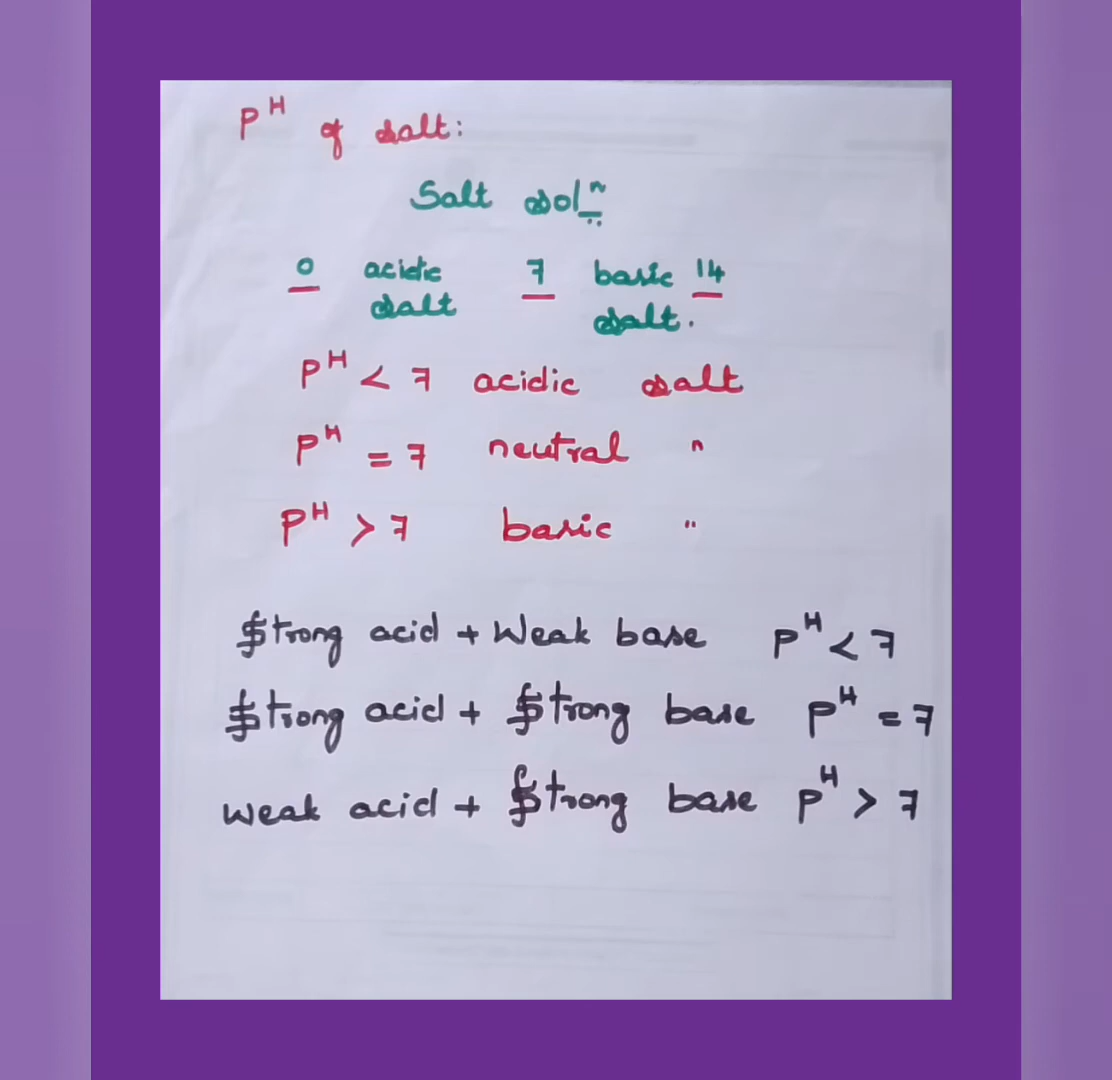 pH of salt:
Salt solⁿ
0 acidic salt 7 basic salt. 14
pH < 7 acidic salt
pH = 7 neutral "
pH > 7 basic "
Strong acid + Weak base pH < 7
Strong acid + Strong base pH = 7
weak acid + Strong base pH > 7